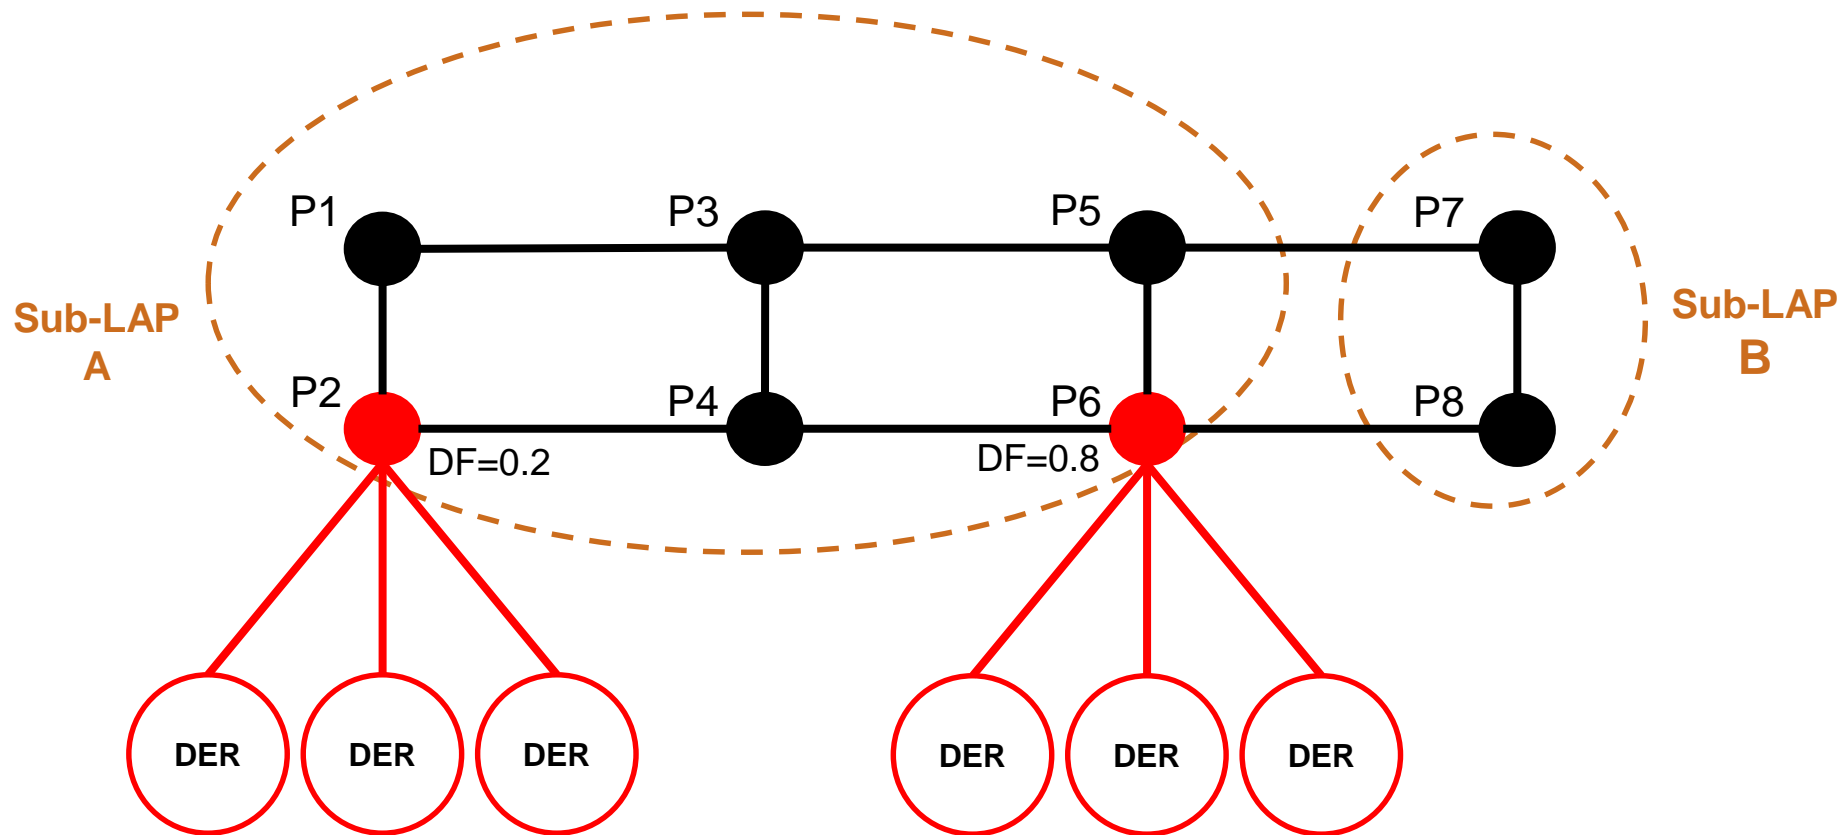 P1
P3
P5
P7
Sub-LAP
A
Sub-LAP
B
P2
P4
P6
P8
DF=0.2
DF=0.8
DER
DER
DER
DER
DER
DER